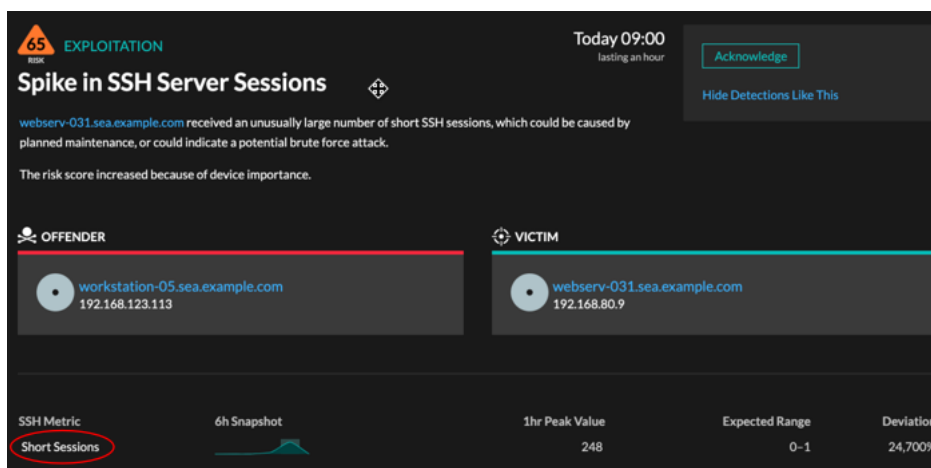 65
RISK
EXPLOITATION
Spike in SSH Server Sessions
Today 09:00
lasting an hour
Acknowledge
Hide Detections Like This
webserv-031.sea.example.com received an unusually large number of short SSH sessions, which could be caused by
planned maintenance, or could indicate a potential brute force attack.
The risk score increased because of device importance.
OFFENDER
VICTIM
workstation-05.sea.example.com
192.168.123.113
webserv-031.sea.example.com
192.168.80.9
SSH Metric 6h Snapshot 1hr Peak Value Expected Range Deviation
Short Sessions 248 0–1 24,700%